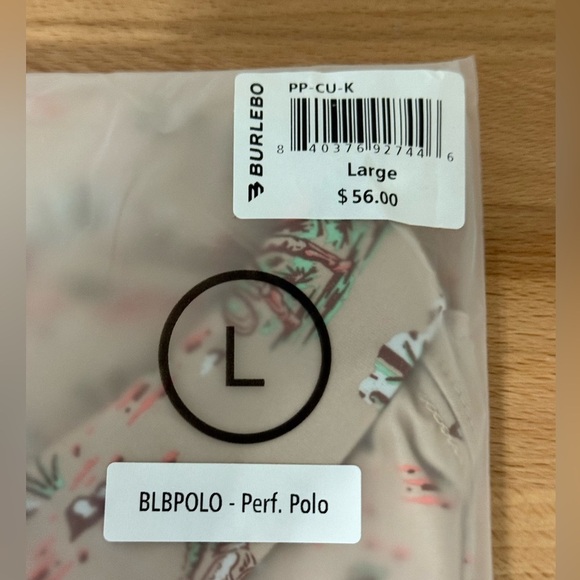 BURLEBO
PP-CU-K
8 40376 92744 6
Large
$ 56.00
L
BLBPOLO - Perf. Polo